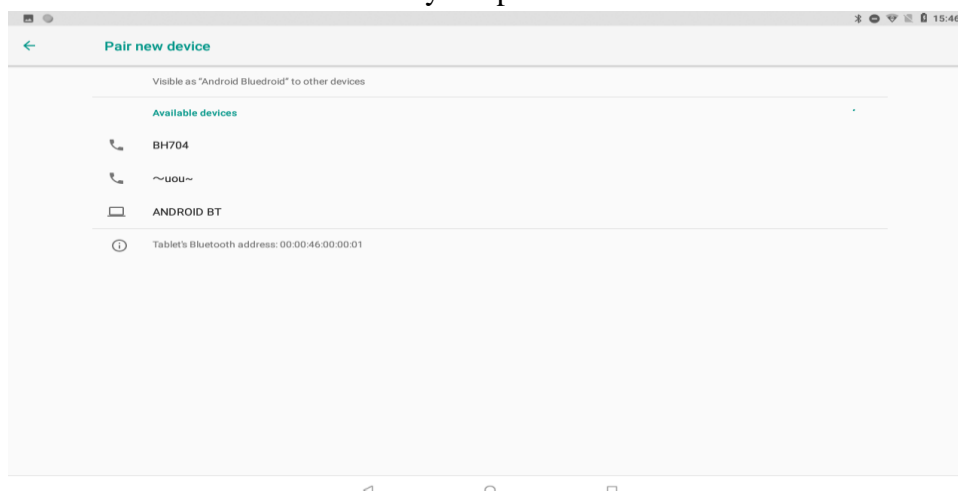 15:46
Pair new device
Visible as "Android Bluedroid" to other devices
Available devices
BH704
～uou~
ANDROID BT
Tablet's Bluetooth address: 00:00:46:00:00:01